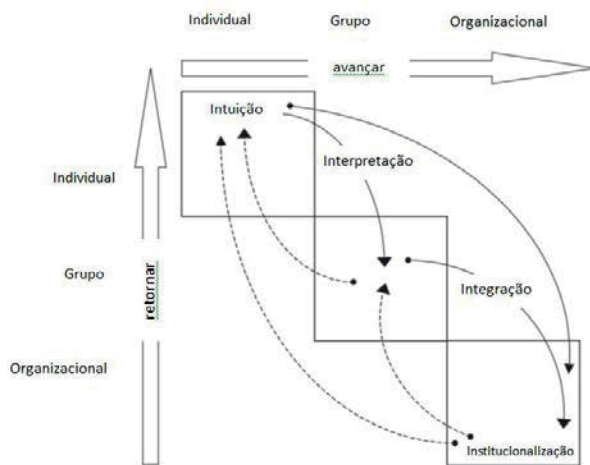 Individual Grupo Organizacional
avançar
Intuição
Interpretação
Individual
Grupo
retornar
Integração
Organizacional
Institucionalização